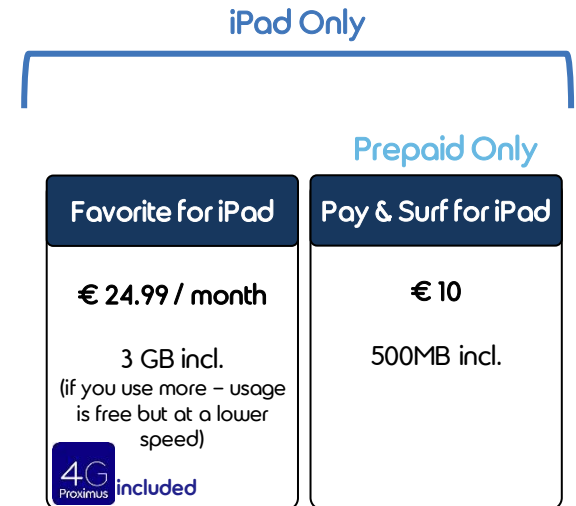 iPad Only
Prepaid Only
Favorite for iPad
€ 24.99 / month
3 GB incl.
(if you use more – usage
is free but at a lower
speed)
4G
Proximus
included
Pay & Surf for iPad
€ 10
500MB incl.